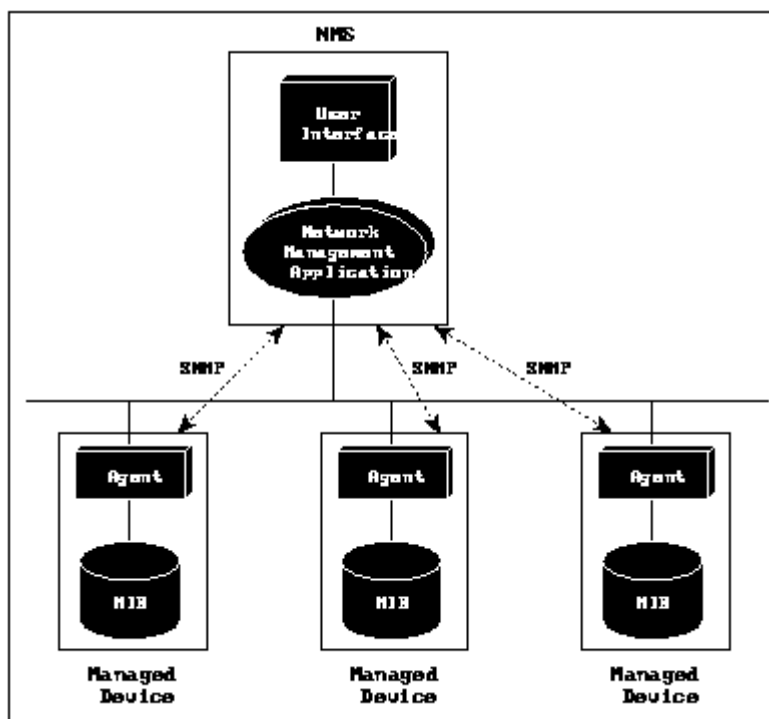 NMS
User
Interface
Network
Management
Application
SNMP
SNMP
SNMP
Agent
Agent
Agent
MIB
MIB
MIB
Managed
Device
Managed
Device
Managed
Device